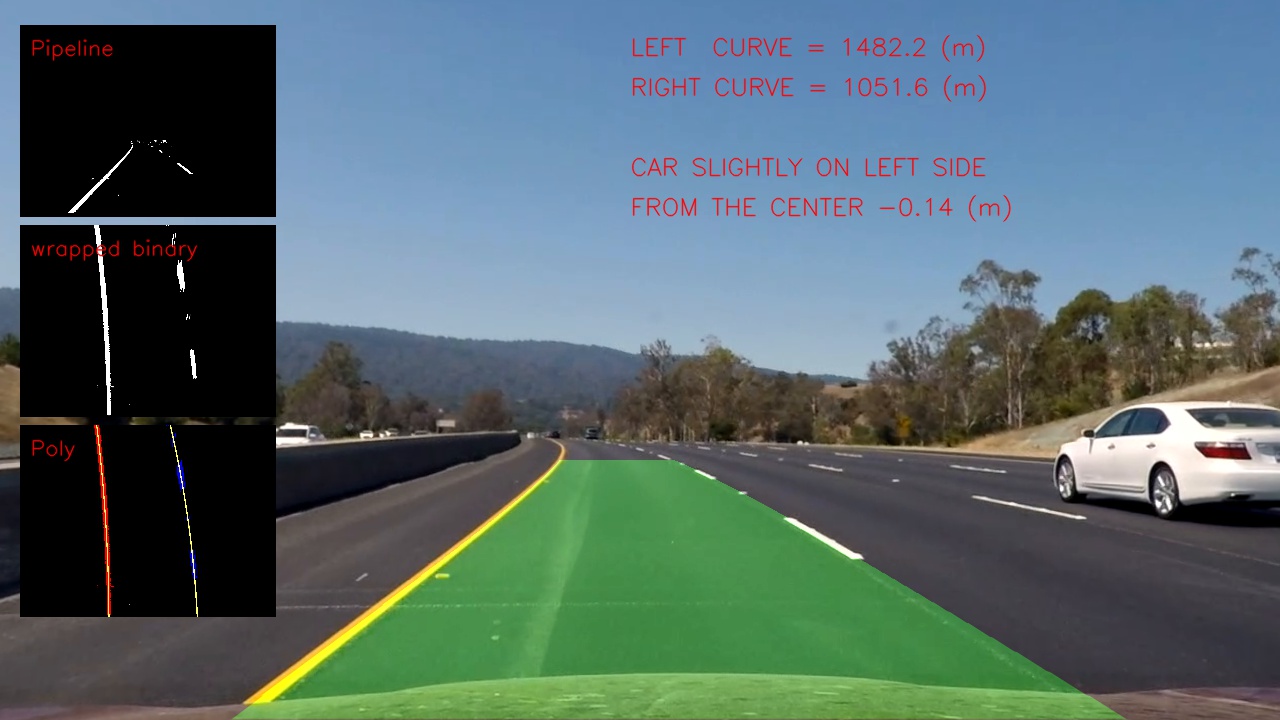 Pipeline
wrapped binary
Poly
LEFT CURVE = 1482.2 (m)
RIGHT CURVE = 1051.6 (m)
CAR SLIGHTLY ON LEFT SIDE
FROM THE CENTER -0.14 (m)